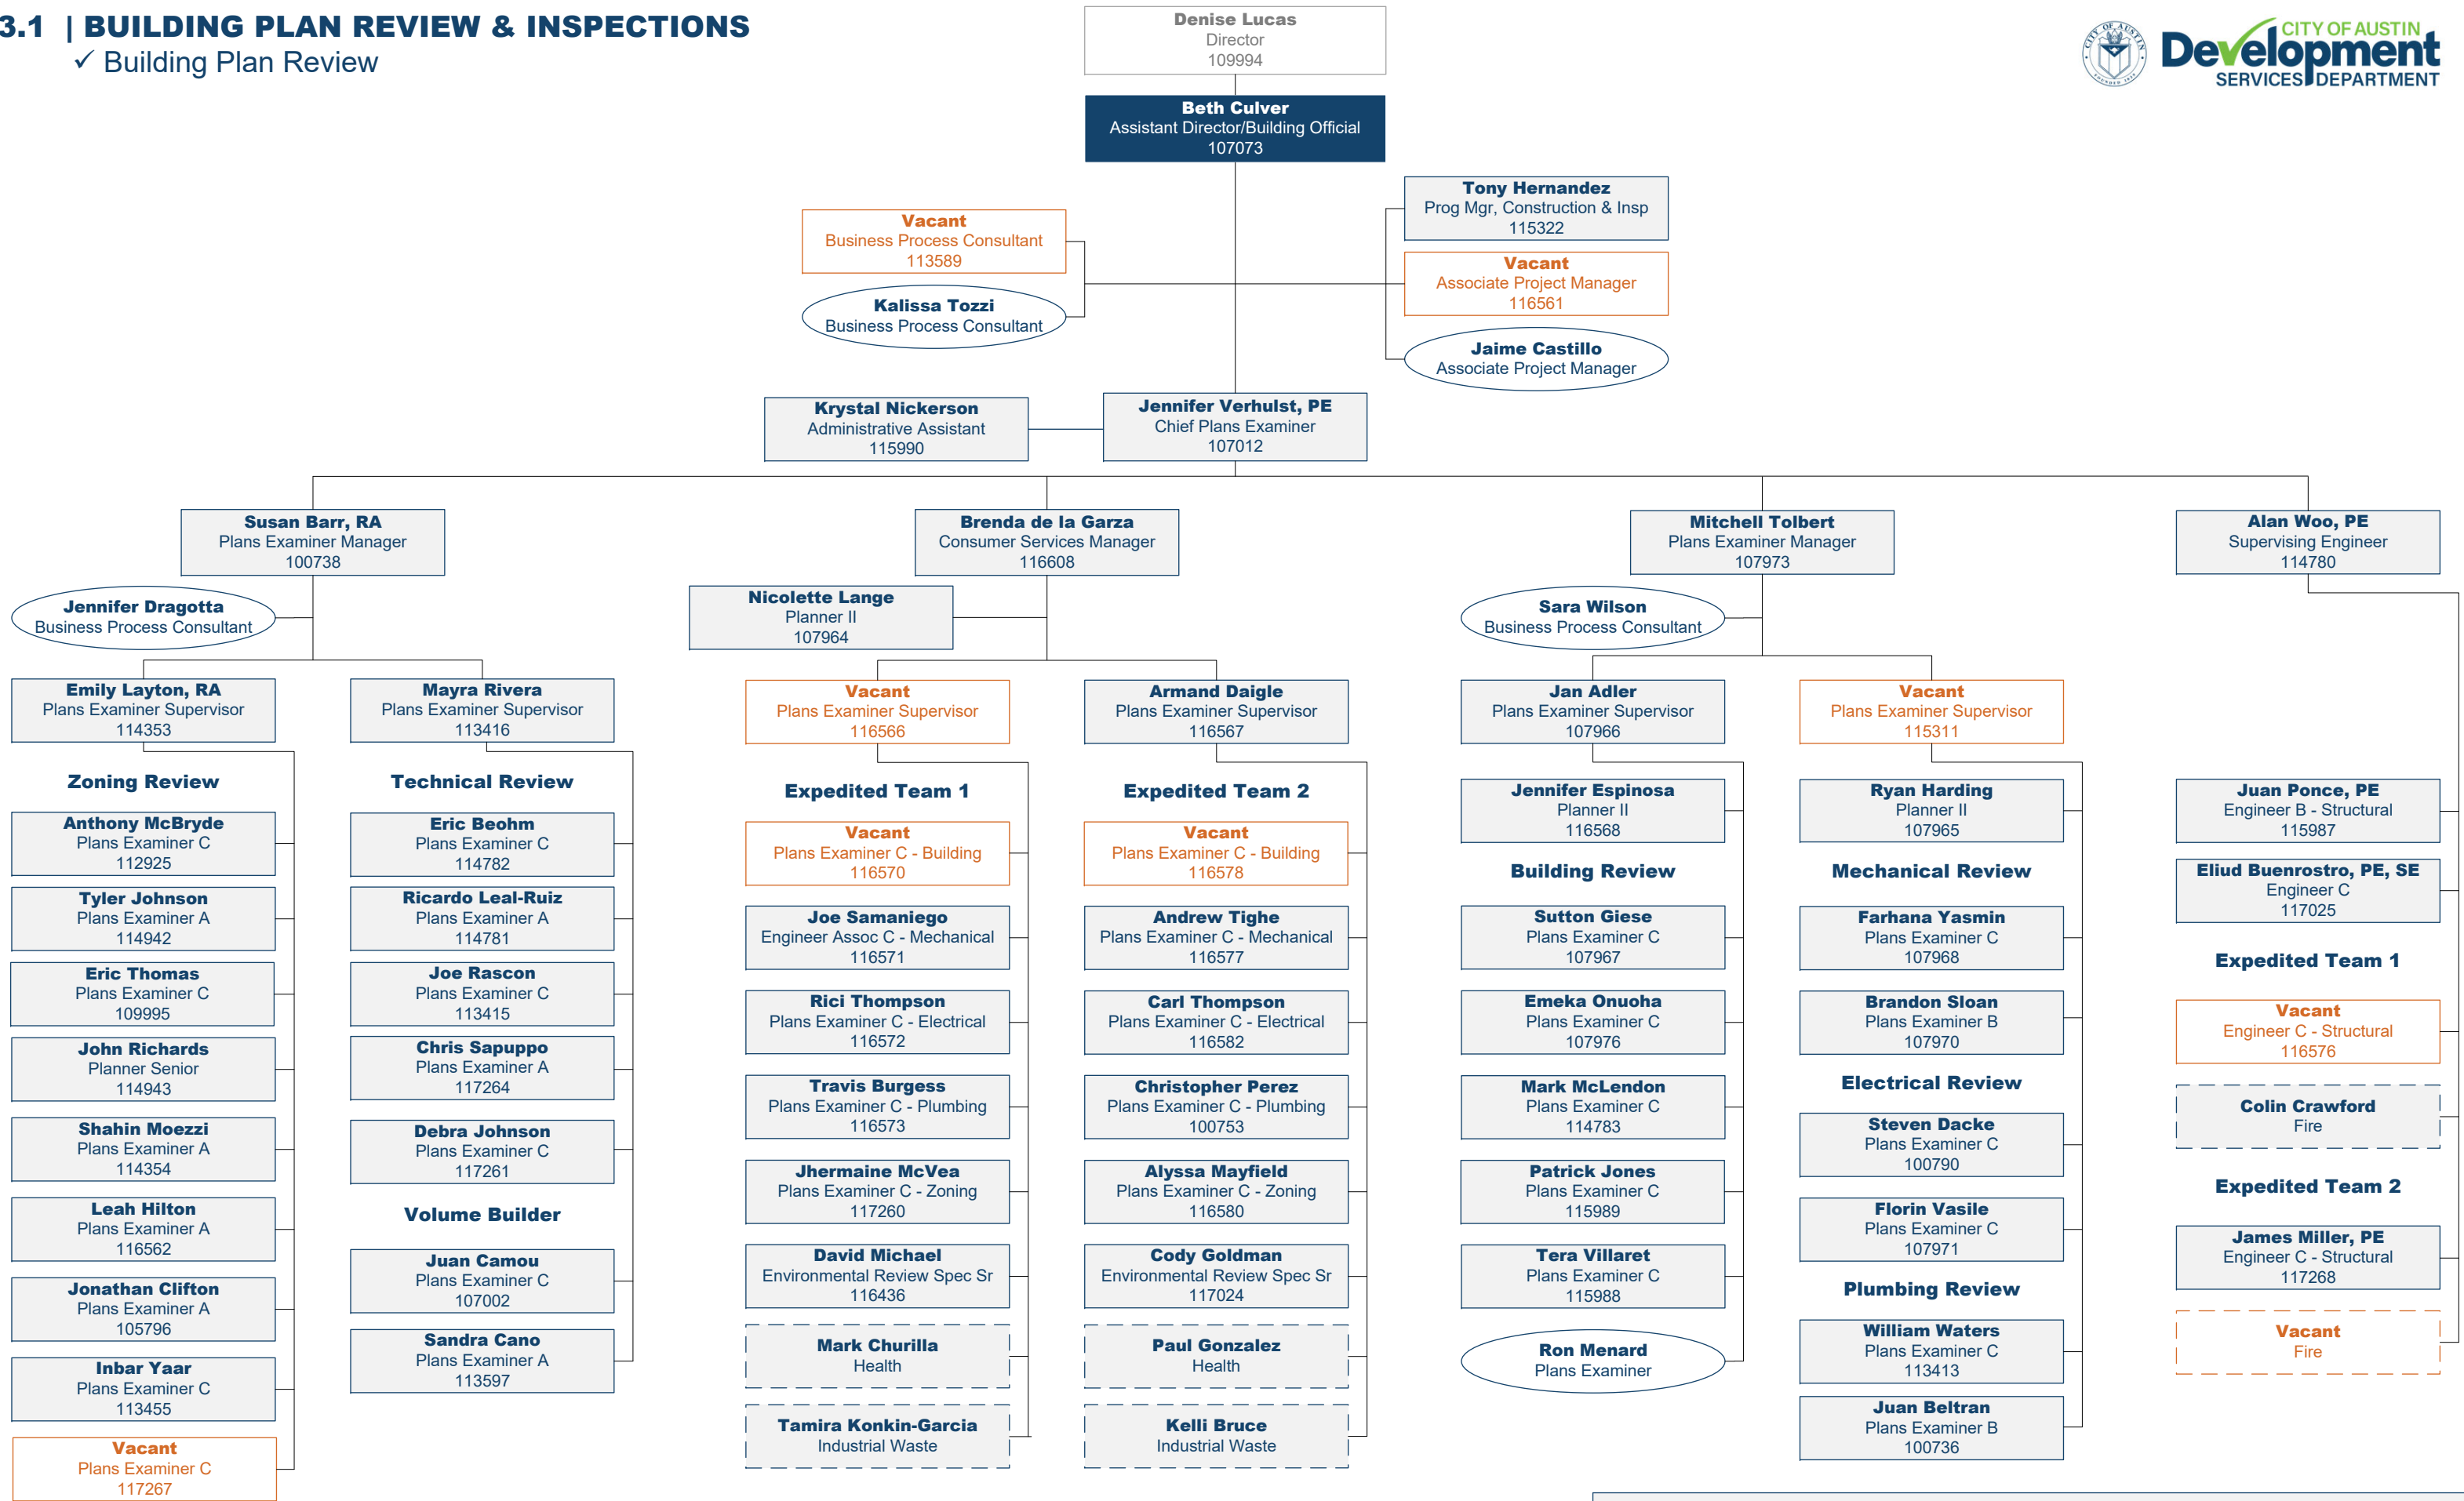 3.1 | BUILDING PLAN REVIEW & INSPECTIONS
✓ Building Plan Review
CITY OF AUSTIN
Development
SERVICES DEPARTMENT
Denise Lucas
Director
109994
Beth Culver
Assistant Director/Building Official
107073
Vacant
Business Process Consultant
113589
Kalissa Tozzi
Business Process Consultant
Tony Hernandez
Prog Mgr, Construction & Insp
115322
Vacant
Associate Project Manager
116561
Jaime Castillo
Associate Project Manager
Krystal Nickerson
Administrative Assistant
115990
Jennifer Verhulst, PE
Chief Plans Examiner
107012
Susan Barr, RA
Plans Examiner Manager
100738
Jennifer Dragotta
Business Process Consultant
Emily Layton, RA
Plans Examiner Supervisor
114353
Zoning Review
Anthony McBryde
Plans Examiner C
112925
Tyler Johnson
Plans Examiner A
114942
Eric Thomas
Plans Examiner C
109995
John Richards
Planner Senior
114943
Shahin Moezzi
Plans Examiner A
114354
Leah Hilton
Plans Examiner A
116562
Jonathan Clifton
Plans Examiner A
105796
Inbar Yaar
Plans Examiner C
113455
Vacant
Plans Examiner C
117267
Mayra Rivera
Plans Examiner Supervisor
113416
Technical Review
Eric Beohm
Plans Examiner C
114782
Ricardo Leal-Ruiz
Plans Examiner A
114781
Joe Rascon
Plans Examiner C
113415
Chris Sapuppo
Plans Examiner A
117264
Debra Johnson
Plans Examiner C
117261
Volume Builder
Juan Camou
Plans Examiner C
107002
Sandra Cano
Plans Examiner A
113597
Brenda de la Garza
Consumer Services Manager
116608
Nicolette Lange
Planner II
107964
Vacant
Plans Examiner Supervisor
116566
Expedited Team 1
Vacant
Plans Examiner C - Building
116570
Joe Samaniego
Engineer Assoc C - Mechanical
116571
Rici Thompson
Plans Examiner C - Electrical
116572
Travis Burgess
Plans Examiner C - Plumbing
116573
Jhermaine McVea
Plans Examiner C - Zoning
117260
David Michael
Environmental Review Spec Sr
116436
Mark Churilla
Health
Tamira Konkin-Garcia
Industrial Waste
Armand Daigle
Plans Examiner Supervisor
116567
Expedited Team 2
Vacant
Plans Examiner C - Building
116578
Andrew Tighe
Plans Examiner C - Mechanical
116577
Carl Thompson
Plans Examiner C - Electrical
116582
Christopher Perez
Plans Examiner C - Plumbing
100753
Alyssa Mayfield
Plans Examiner C - Zoning
116580
Cody Goldman
Environmental Review Spec Sr
117024
Paul Gonzalez
Health
Kelli Bruce
Industrial Waste
Mitchell Tolbert
Plans Examiner Manager
107973
Sara Wilson
Business Process Consultant
Jan Adler
Plans Examiner Supervisor
107966
Jennifer Espinosa
Planner II
116568
Building Review
Sutton Giese
Plans Examiner C
107967
Emeka Onuoha
Plans Examiner C
107976
Mark McLendon
Plans Examiner C
114783
Patrick Jones
Plans Examiner C
115989
Tera Villaret
Plans Examiner C
115988
Ron Menard
Plans Examiner
Vacant
Plans Examiner Supervisor
115311
Ryan Harding
Planner II
107965
Mechanical Review
Farhana Yasmin
Plans Examiner C
107968
Brandon Sloan
Plans Examiner B
107970
Electrical Review
Steven Dacke
Plans Examiner C
100790
Florin Vasile
Plans Examiner C
107971
Plumbing Review
William Waters
Plans Examiner C
113413
Juan Beltran
Plans Examiner B
100736
Alan Woo, PE
Supervising Engineer
114780
Juan Ponce, PE
Engineer B - Structural
115987
Eliud Buenrostro, PE, SE
Engineer C
117025
Expedited Team 1
Vacant
Engineer C - Structural
116576
Colin Crawford
Fire
Expedited Team 2
James Miller, PE
Engineer C - Structural
117268
Vacant
Fire